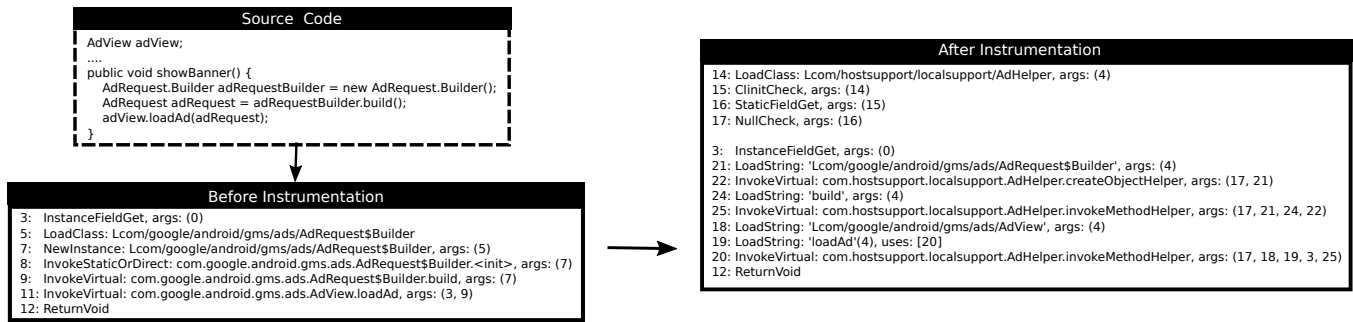 Source Code
AdView adView;
....
public void showBanner() {
AdRequest.Builder adRequestBuilder = new AdRequest.Builder();
AdRequest adRequest = adRequestBuilder.build();
adView.loadAd(adRequest);
}
Before Instrumentation
3: InstanceFieldGet, args: (0)
5: LoadClass: Lcom/google/android/gms/ads/AdRequest$Builder
7: NewInstance: Lcom/google/android/gms/ads/AdRequest$Builder, args: (5)
8: InvokeStaticOrDirect: com.google.android.gms.ads.AdRequest$Builder.<init>, args: (7)
9: InvokeVirtual: com.google.android.gms.ads.AdRequest$Builder.build, args: (7)
11: InvokeVirtual: com.google.android.gms.ads.AdView.loadAd, args: (3, 9)
12: ReturnVoid
After Instrumentation
14: LoadClass: Lcom/hostsupport/localsupport/AdHelper, args: (4)
15: ClinitCheck, args: (14)
16: StaticFieldGet, args: (15)
17: NullCheck, args: (16)
3: InstanceFieldGet, args: (0)
21: LoadString: 'Lcom/google/android/gms/ads/AdRequest$Builder', args: (4)
22: InvokeVirtual: com.hostsupport.localsupport.AdHelper.createObjectHelper, args: (17, 21)
24: LoadString: 'build', args: (4)
25: InvokeVirtual: com.hostsupport.localsupport.AdHelper.invokeMethodHelper, args: (17, 21, 24, 22)
18: LoadString: 'Lcom/google/android/gms/ads/AdView', args: (4)
19: LoadString: 'loadAd'(4), uses: [20]
20: InvokeVirtual: com.hostsupport.localsupport.AdHelper.invokeMethodHelper, args: (17, 18, 19, 3, 25)
12: ReturnVoid